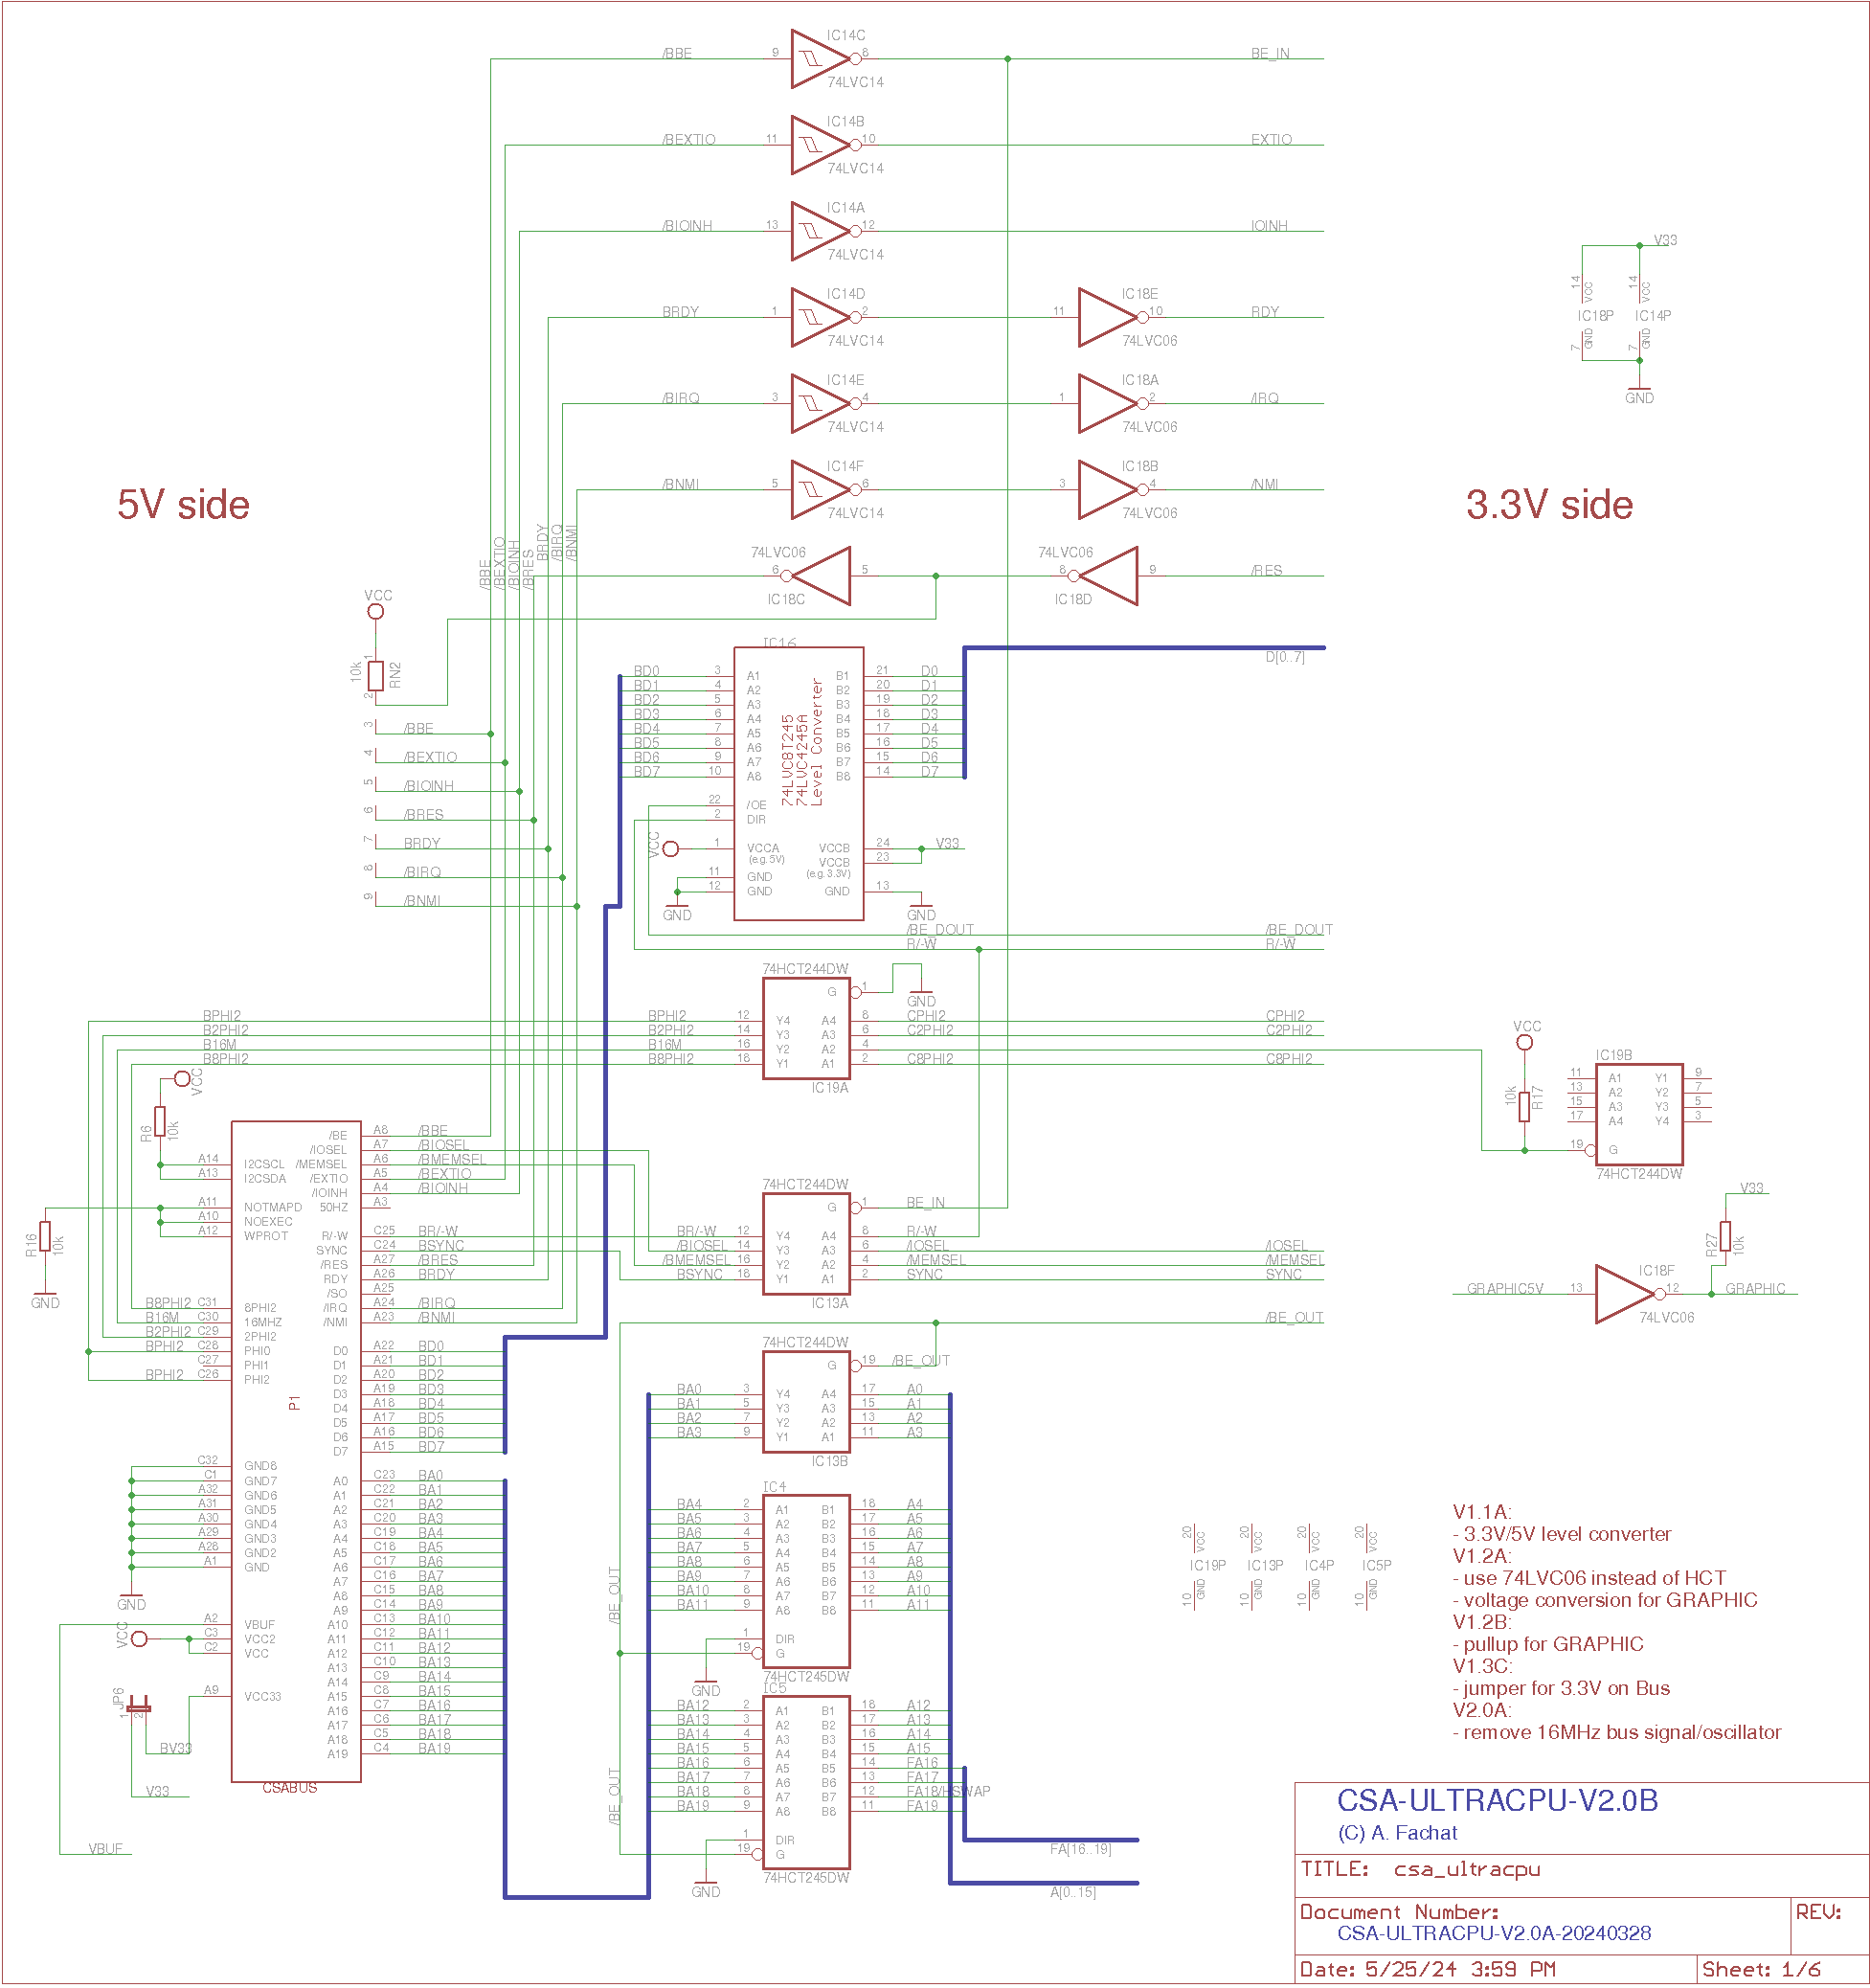 IC14C
/BBE 9 8 BE_IN
74LVC14
IC14B
/BEXTIO 11 10 EXTIO
74LVC14
IC14A
/BIOINH 13 12 IOINH
74LVC14
V33
14 VCC 14 VCC
IC18P IC14P
7 GND 7 GND
GND
IC14D IC18E
BRDY 1 2 11 10 RDY
74LVC14 74LVC06
IC14E IC18A
/BIRQ 3 4 1 2 /IRQ
74LVC14 74LVC06
IC14F IC18B
/BNMI 5 6 3 4 /NMI
74LVC14 74LVC06
5V side
3.3V side
/BBE
/BEXTIO
/BIOINH
/BRES
BRDY
/BIRQ
/BNMI
74LVC06 74LVC06
6 5 8 9 /RES
IC18C IC18D
VCC
10k 1 RN2
2
3 /BBE
4 /BEXTIO
5 /BIOINH
6 /BRES
7 BRDY
8 /BIRQ
9 /BNMI
IC16
D[0..7]
BD0 3 A1 B1 21 D0
BD1 4 A2 B2 20 D1
BD2 5 A3 B3 19 D2
BD3 6 A4 B4 18 D3
BD4 7 A5 B5 17 D4
BD5 8 A6 B6 16 D5
BD6 9 A7 B7 15 D6
BD7 10 A8 B8 14 D7
74LVC8T245
74LVC4245A
Level Converter
22 /OE
2 DIR
VCC 1 VCCA VCCB 24 V33
(e.g. 5V) VCCB 23
11 GND (e.g. 3.3V)
12 GND GND 13
GND GND
/BE_DOUT /BE_DOUT
R/-W R/-W
74HCT244DW
G 1
GND
BPHI2 BPHI2 12 Y4 A4 8 CPHI2 CPHI2
B2PHI2 B2PHI2 14 Y3 A3 6 C2PHI2 C2PHI2
B16M B16M 16 Y2 A2 4
B8PHI2 B8PHI2 18 Y1 A1 2 C8PHI2 C8PHI2
IC19A
VCC
10k R17
IC19B
11 A1 Y1 9
13 A2 Y2 7
15 A3 Y3 5
17 A4 Y4 3
19 G
74HCT244DW
VCC
R6 10k
/BE A8 /BBE
/IOSEL A7 /BIOSEL
A14 I2CSCL /MEMSEL A6 /BMEMSEL
A13 I2CSDA /EXTIO A5 /BEXTIO
/IOINH A4 /BIOINH
A11 NOTMAPD 50HZ A3
A10 NOEXEC
A12 WPROT R/-W C25 BR/-W
SYNC C24 BSYNC
/RES A27 /BRES
RDY A26 BRDY
/SO A25
B8PHI2 C31 8PHI2 /IRQ A24 /BIRQ
B16M C30 16MHZ /NMI A23 /BNMI
B2PHI2 C29 2PHI2
BPHI2 C28 PHI0 D0 A22 BD0
C27 PHI1 D1 A21 BD1
BPHI2 C26 PHI2 D2 A20 BD2
D3 A19 BD3
D4 A18 BD4
D5 A17 BD5
D6 A16 BD6
D7 A15 BD7
P1
R16 10k
GND
C32 GND8
C1 GND7 A0 C23 BA0
A32 GND6 A1 C22 BA1
A31 GND5 A2 C21 BA2
A30 GND4 A3 C20 BA3
A29 GND3 A4 C19 BA4
A28 GND2 A5 C18 BA5
A1 GND A6 C17 BA6
A7 C16 BA7
A8 C15 BA8
GND
A9 C14 BA9
A2 VBUF A10 C13 BA10
VCC C3 VCC2 A11 C12 BA11
C2 VCC A12 C11 BA12
A13 C10 BA13
A14 C9 BA14
A9 VCC33 A15 C8 BA15
A16 C7 BA16
A17 C6 BA17
A18 C5 BA18
A19 C4 BA19
JP6
1 2
BV33
V33
VBUF
CSABUS
74HCT244DW
G 1 BE_IN
BR/-W 12 Y4 A4 8 R/-W
/BIOSEL 14 Y3 A3 6 /IOSEL /IOSEL
/BMEMSEL 16 Y2 A2 4 /MEMSEL /MEMSEL
BSYNC 18 Y1 A1 2 SYNC SYNC
IC13A
V33
R27 10k
IC18F
GRAPHIC5V 13 12 GRAPHIC
74LVC06
/BE_OUT
74HCT244DW
G 19 /BE_OUT
BA0 3 Y4 A4 17 A0
BA1 5 Y3 A3 15 A1
BA2 7 Y2 A2 13 A2
BA3 9 Y1 A1 11 A3
IC13B
IC4
BA4 2 A1 B1 18 A4
BA5 3 A2 B2 17 A5
BA6 4 A3 B3 16 A6
BA7 5 A4 B4 15 A7
BA8 6 A5 B5 14 A8
BA9 7 A6 B6 13 A9
BA10 8 A7 B7 12 A10
BA11 9 A8 B8 11 A11
/BE_OUT
1 DIR
19 G
GND
74HCT245DW
IC5
BA12 2 A1 B1 18 A12
BA13 3 A2 B2 17 A13
BA14 4 A3 B3 16 A14
BA15 5 A4 B4 15 A15
BA16 6 A5 B5 14 FA16
BA17 7 A6 B6 13 FA17
BA18 8 A7 B7 12 FA18/HSWAP
BA19 9 A8 B8 11 FA19
/BE_OUT
1 DIR
19 G
GND
74HCT245DW
FA[16..19]
A[0..15]
20 VCC 20 VCC 20 VCC 20 VCC
IC19P IC13P IC4P IC5P
10 GND 10 GND 10 GND 10 GND
V1.1A:
- 3.3V/5V level converter
V1.2A:
- use 74LVC06 instead of HCT
- voltage conversion for GRAPHIC
V1.2B:
- pullup for GRAPHIC
V1.3C:
- jumper for 3.3V on Bus
V2.0A:
- remove 16MHz bus signal/oscillator
CSA-ULTRACPU-V2.0B
(C) A. Fachat
TITLE: csa_ultracpu
Document Number:
CSA-ULTRACPU-V2.0A-20240328
REV:
Date: 5/25/24 3:59 PM
Sheet: 1/6